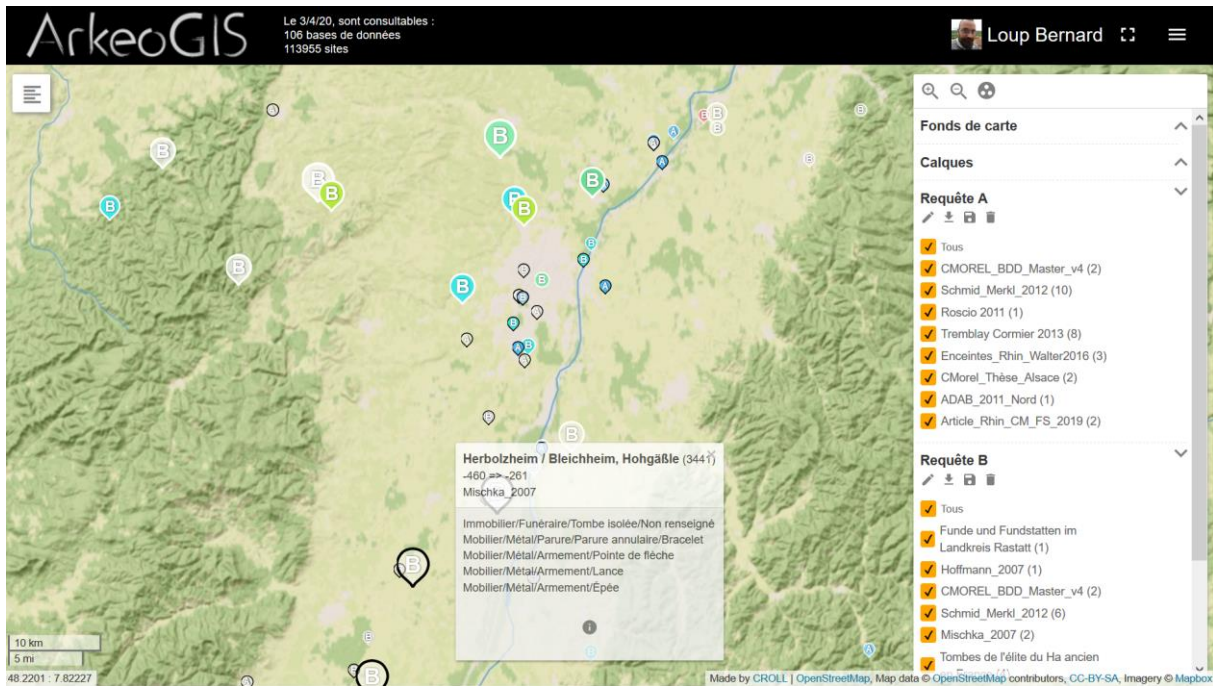 ArkeoGIS
Le 3/4/20, sont consultables :
106 bases de données
113955 sites
Loup Bernard
Fonds de carte
Calques
Requête A
Tous
CMOREL_BDD_Master_v4 (2)
Schmid_Merkl_2012 (10)
Roscio 2011 (1)
Tremblay Cormier 2013 (8)
Enceintes_Rhin_Walter2016 (3)
CMorel_Thèse_Alsace (2)
ADAB_2011_Nord (1)
Article_Rhin_CM_FS_2019 (2)
Requête B
Tous
Funde und Fundstatten im
Landkreis Rastatt (1)
Hoffmann_2007 (1)
CMOREL_BDD_Master_v4 (2)
Schmid_Merkl_2012 (6)
Mischka_2007 (2)
Tombes de l'élite du Ha ancien
Herbolzheim / Bleichheim, Hohgäßle (3441)
-460 => -261
Mischka_2007
Immobilier/Funéraire/Tombe isolée/Non renseigné
Mobilier/Métal/Parure/Parure annulaire/Bracelet
Mobilier/Métal/Armement/Pointe de flèche
Mobilier/Métal/Armement/Lance
Mobilier/Métal/Armement/Épée
10 km
5 mi
48.2201 : 7.82227
Made by CROLL | OpenStreetMap, Map data © OpenStreetMap contributors, CC-BY-SA, Imagery © Mapbox